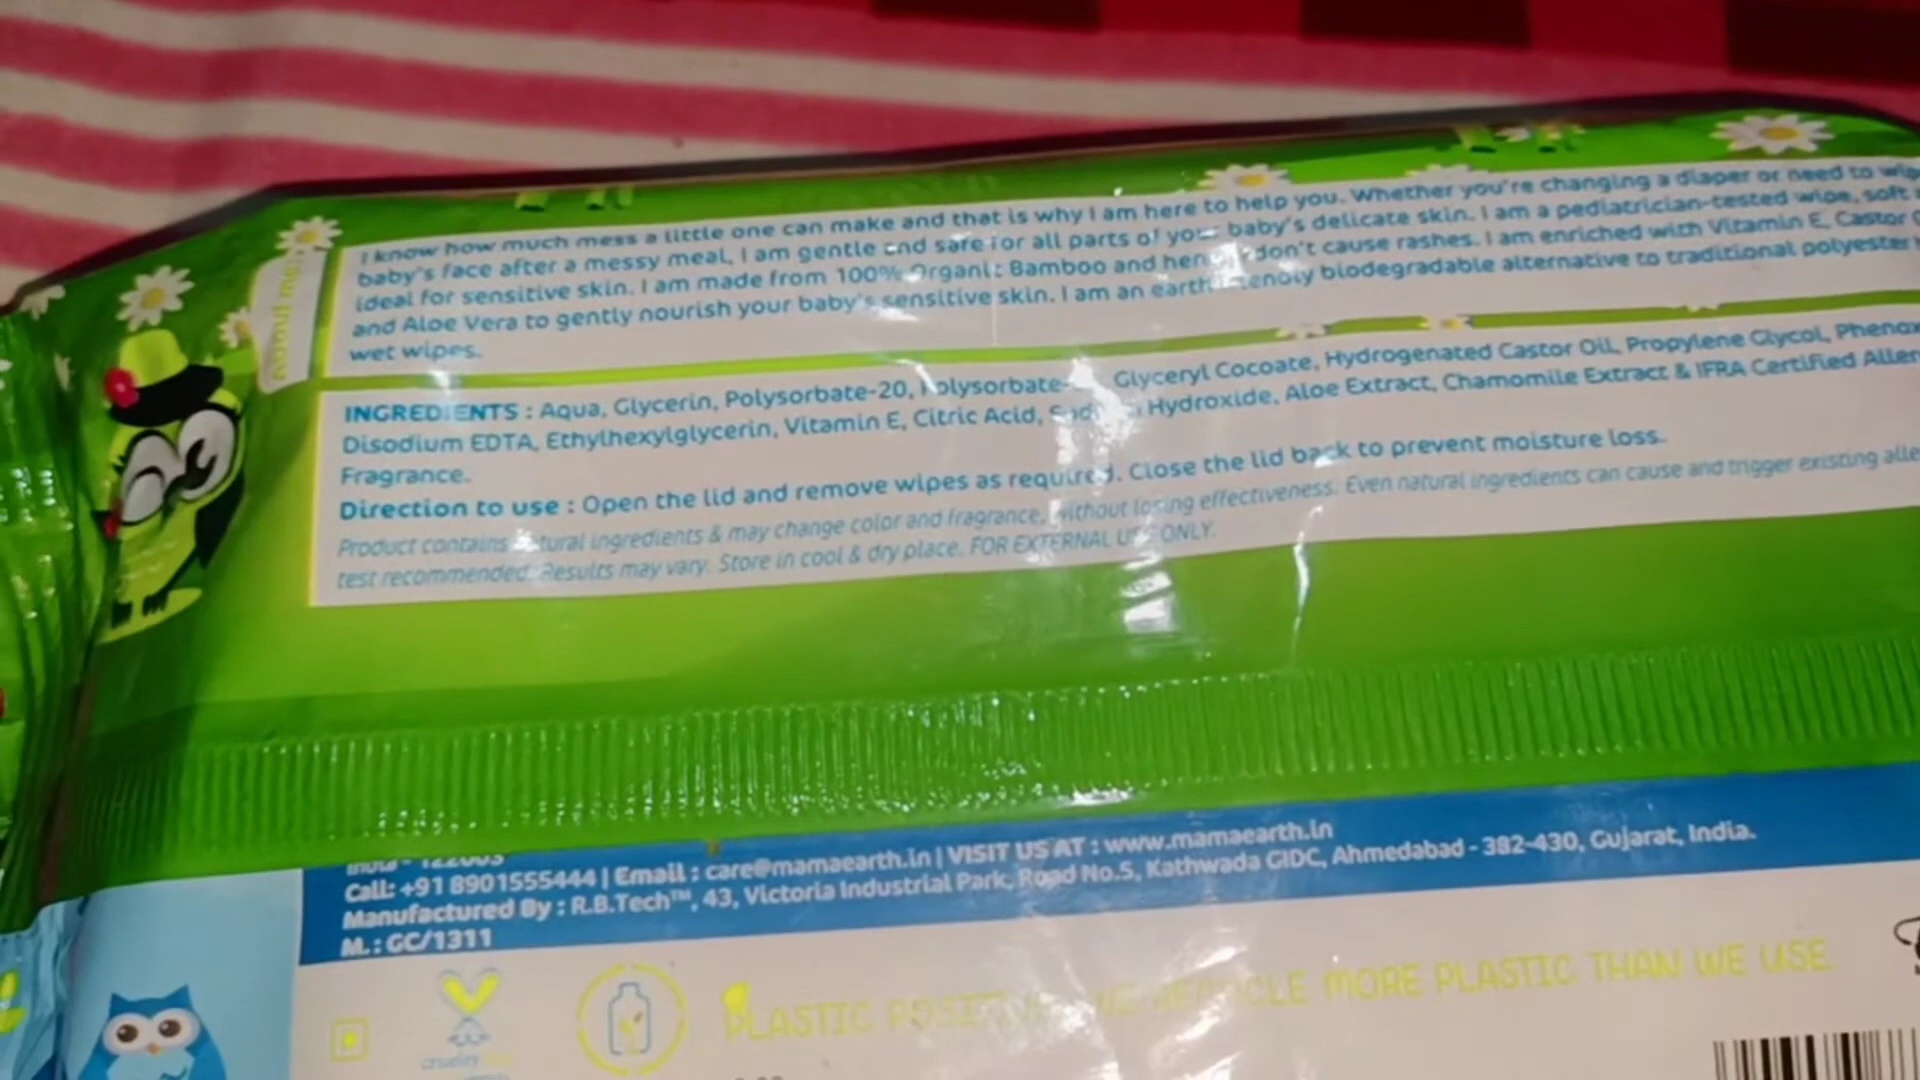 About me
I know how much mess a little one can make and that is why I am here to help you. Whether you're changing a diaper or need to wipe
baby's face after a messy meal, I am gentle and safe for all parts of your baby's delicate skin. I am a pediatrician-tested wipe, soft
ideal for sensitive skin. I am made from 100% Organic Bamboo and don't cause rashes. I am enriched with Vitamin E, Castor
and Aloe Vera to gently nourish your baby's sensitive skin. I am an biodegradable alternative to traditional polyester
wet wipes.
INGREDIENTS : Aqua, Glycerin, Polysorbate-20, Glyceryl Cocoate, Hydrogenated Castor Oil, Propylene Glycol,
Disodium EDTA, Ethylhexylglycerin, Vitamin E, Citric Acid, Hydroxide, Aloe Extract, Chamomile Extract & IFRA Certified
Fragrance.
Direction to use : Open the lid and remove wipes as required. Close the lid back to prevent moisture loss.
Product contains natural ingredients & may change color and fragrance, without losing effectiveness. Even natural ingredients can cause and trigger existing
test recommended. Results may vary. Store in cool & dry place. FOR EXTERNAL USE ONLY.
India - 122003
Call: +91 8901555444 | Email : care@mamaearth.in | VISIT US AT : www.mamaearth.in
Manufactured By : R.B.Tech™, 43, Victoria Industrial Park, Road No.5, Kathwada GIDC, Ahmedabad - 382-430, Gujarat, India.
M. : GC/1311
PLASTIC POSITIVE WE RECYCLE MORE PLASTIC THAN WE USE
cruelty